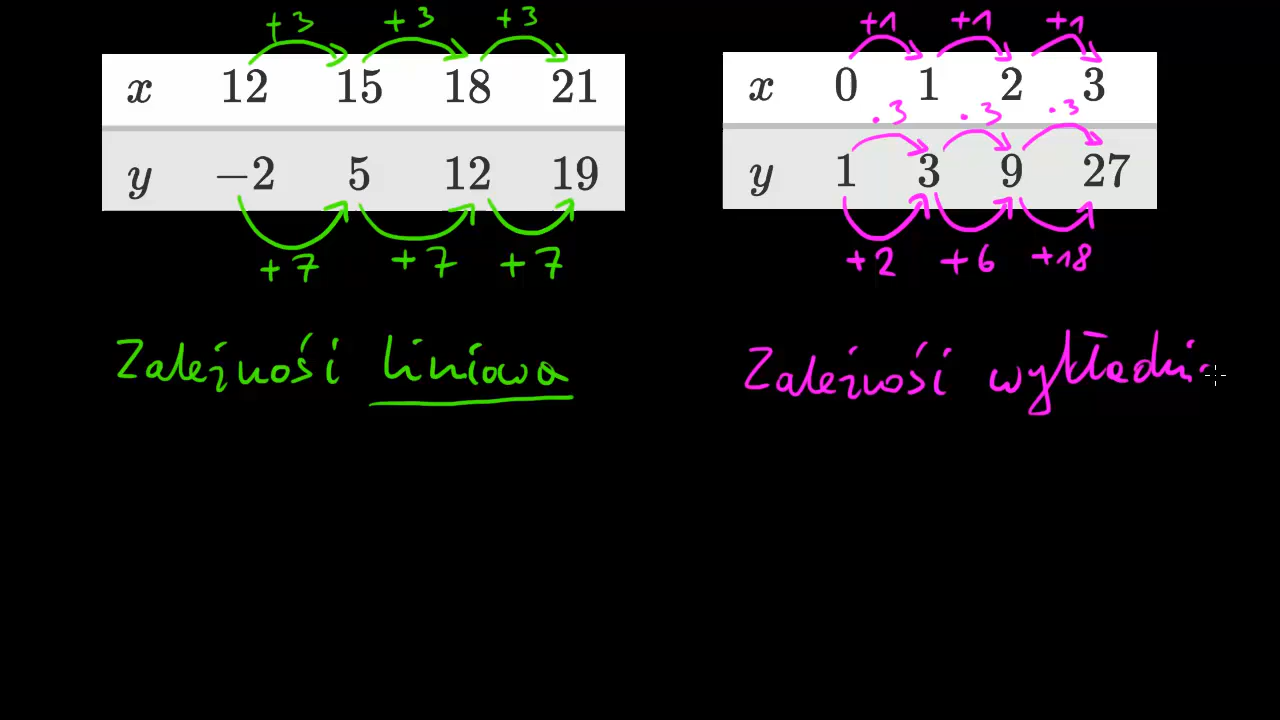 +3 +3 +3
x 12 15 18 21
y −2 5 12 19
+7 +7 +7
Zależność liniowa
+1 +1 +1
x 0 1 2 3
·3 ·3 ·3
y 1 3 9 27
+2 +6 +18
Zależność wykładni